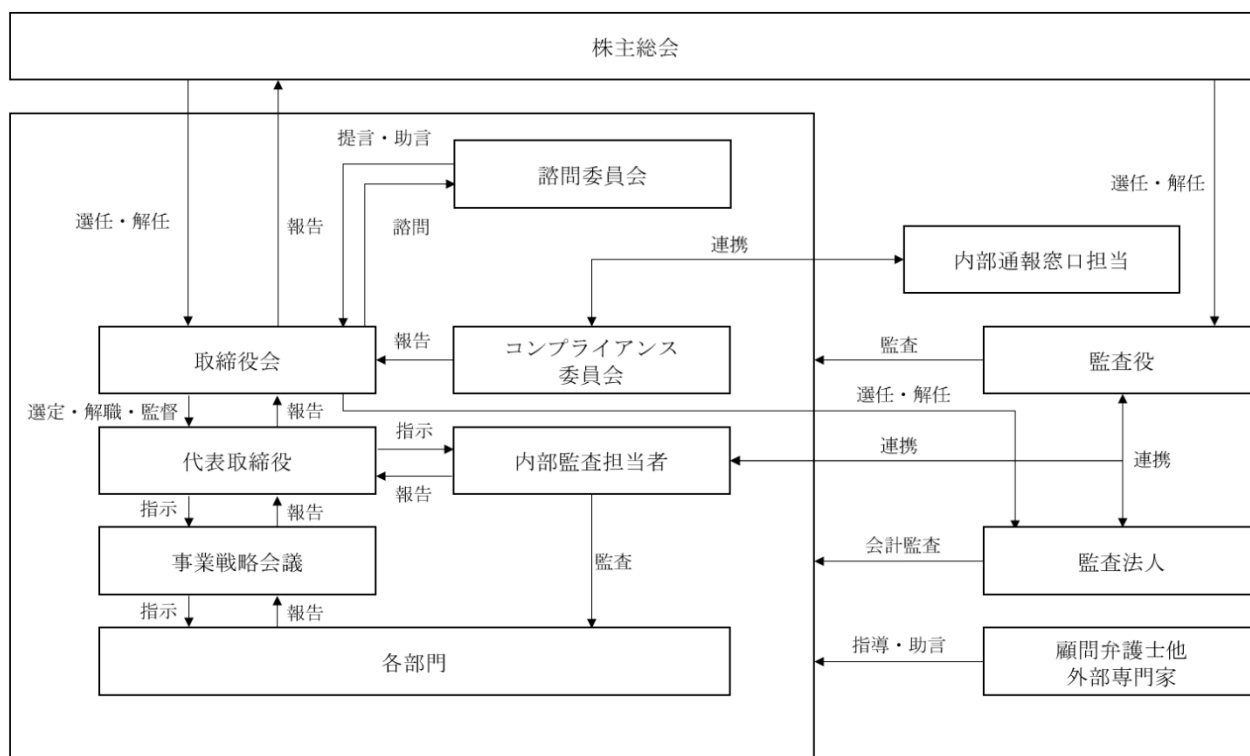 株主総会
提言・助言
諮問委員会
選任・解任
報告
諮問
選任・解任
連携
内部通報窓口担当
取締役会
報告
コンプライアンス
委員会
監査
監査役
選定・解職・監督
報告
選任・解任
代表取締役
指示
報告
内部監査担当者
連携
連携
指示
報告
事業戦略会議
監査
会計監査
監査法人
指示
報告
各部門
指導・助言
顧問弁護士他
外部専門家